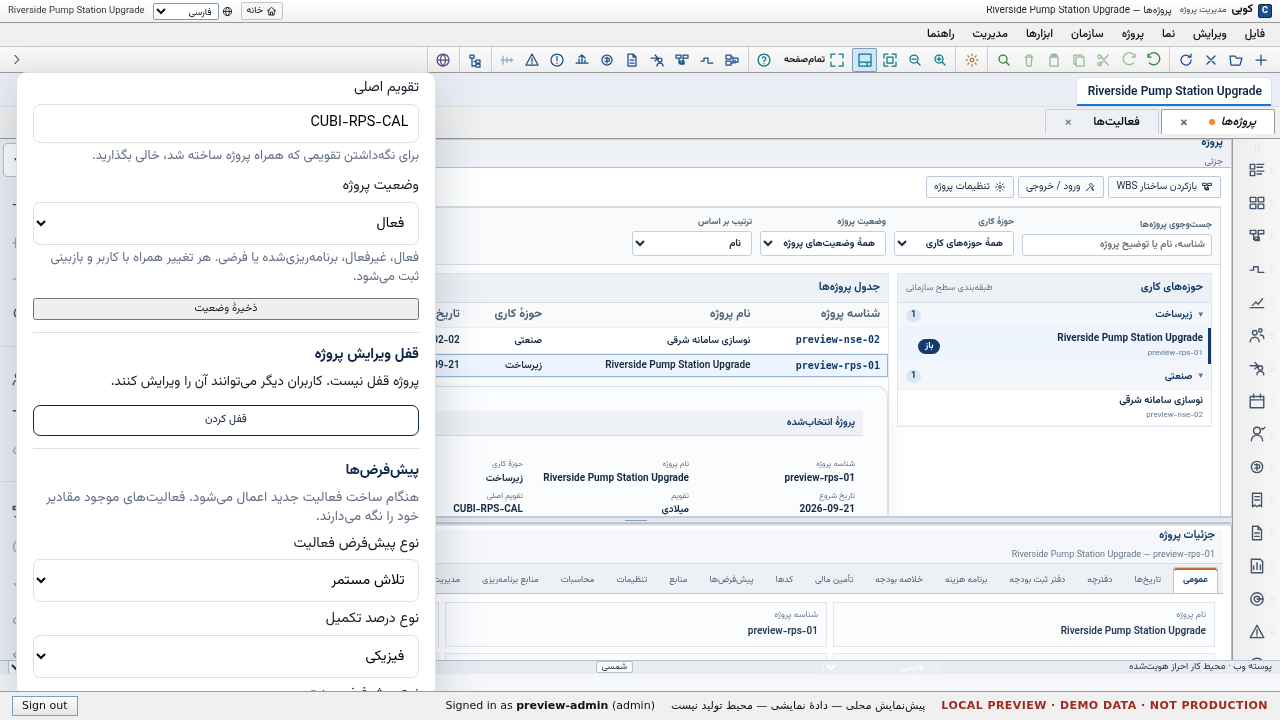 کوبی مدیریت پروژه پروژه‌ها — Riverside Pump Station Upgrade
خانه
فارسی
Riverside Pump Station Upgrade
فایل ویرایش نما پروژه سازمان ابزارها مدیریت راهنما
تمام‌صفحه
Riverside Pump Station Upgrade
پروژه‌ها ×
فعالیت‌ها ×
پروژه
جزئی
بازکردن ساختار WBS
ورود / خروجی
تنظیمات پروژه
جست‌وجوی پروژه‌ها
شناسه، نام یا توضیح پروژه
حوزهٔ کاری
همهٔ حوزه‌های کاری
وضعیت پروژه
همهٔ وضعیت‌های پروژه
ترتیب بر اساس
نام
حوزه‌های کاری
طبقه‌بندی سطح سازمانی
زیرساخت 1
Riverside Pump Station Upgrade
preview-rps-01
باز
صنعتی 1
نوسازی سامانه شرقی
preview-nse-02
جدول پروژه‌ها
شناسه پروژه نام پروژه حوزهٔ کاری تاریخ
preview-nse-02 نوسازی سامانه شرقی صنعتی 02-02
preview-rps-01 Riverside Pump Station Upgrade زیرساخت 09-21
پروژهٔ انتخاب‌شده
شناسه پروژه
preview-rps-01
نام پروژه
Riverside Pump Station Upgrade
حوزهٔ کاری
زیرساخت
تاریخ شروع
2026-09-21
تقویم
میلادی
تقویم اصلی
CUBI-RPS-CAL
جزئیات پروژه
Riverside Pump Station Upgrade — preview-rps-01
عمومی تاریخ‌ها دفترچه تأمین مالی برنامه هزینه دفتر ثبت بودجه خلاصه بودجه کدها پیش‌فرض‌ها منابع تنظیمات محاسبات منابع برنامه‌ریزی مدیریت
نام پروژه
Riverside Pump Station Upgrade
شناسه پروژه
preview-rps-01
تقویم اصلی
CUBI-RPS-CAL
برای نگه‌داشتن تقویمی که همراه پروژه ساخته شد، خالی بگذارید.
وضعیت پروژه
فعال
فعال، غیرفعال، برنامه‌ریزی‌شده یا فرضی. هر تغییر همراه با کاربر و بازبینی
ثبت می‌شود.
ذخیرهٔ وضعیت
قفل ویرایش پروژه
پروژه قفل نیست. کاربران دیگر می‌توانند آن را ویرایش کنند.
قفل کردن
پیش‌فرض‌ها
هنگام ساخت فعالیت جدید اعمال می‌شود. فعالیت‌های موجود مقادیر
خود را نگه می‌دارند.
نوع پیش‌فرض فعالیت
تلاش مستمر
نوع درصد تکمیل
فیزیکی
پوسته وب · محیط کار احراز هویت‌شده
فارسی
شمسی
LOCAL PREVIEW · DEMO DATA · NOT PRODUCTION
پیش‌نمایش محلی — دادهٔ نمایشی — محیط تولید نیست
Signed in as preview-admin (admin)
Sign out